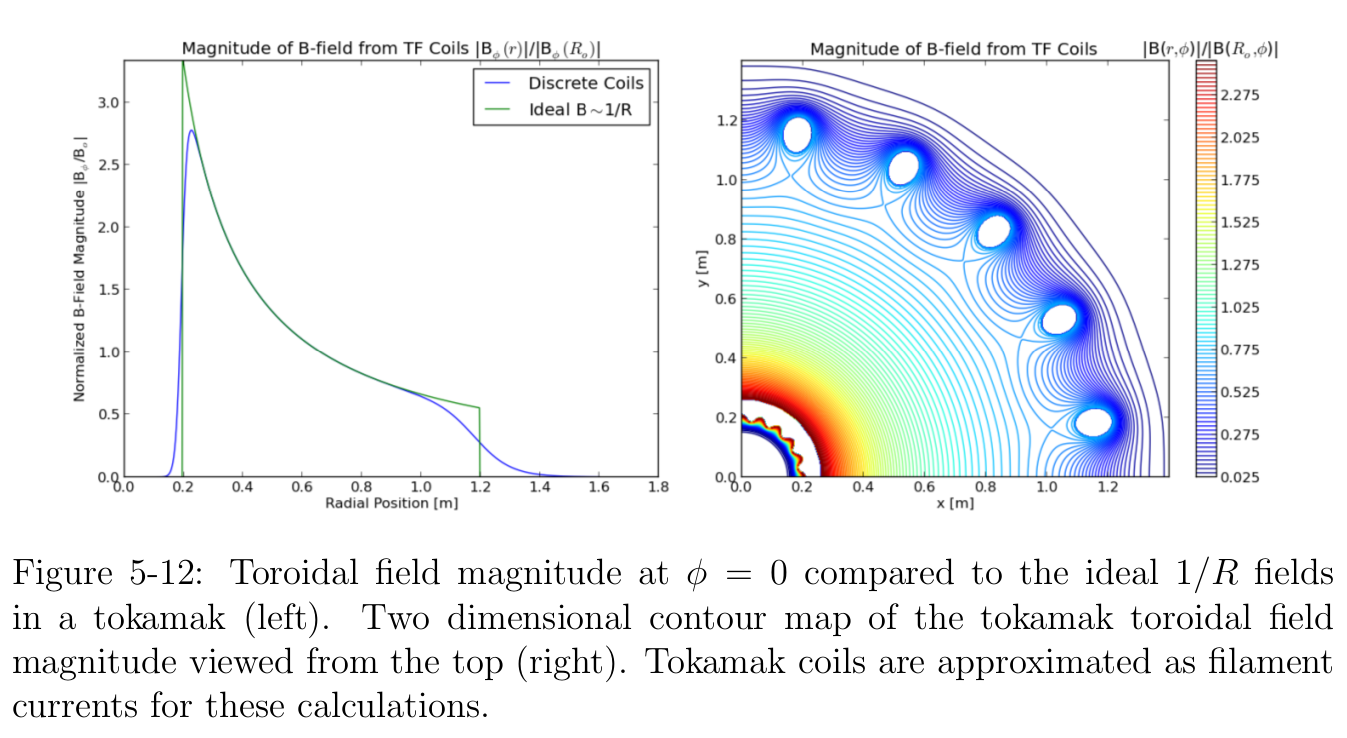 Magnitude of B-field from TF Coils |B_ϕ(r)|/|B_ϕ(R_o)|
Discrete Coils
Ideal B ~1/R
Normalized B-Field Magnitude |B_ϕ/B_o|
3.0
2.5
2.0
1.5
1.0
0.5
0.0
0.0 0.2 0.4 0.6 0.8 1.0 1.2 1.4 1.6 1.8
Radial Position [m]
Magnitude of B-field from TF Coils |B(r,ϕ)|/|B(R_o,ϕ)|
y [m]
1.2
1.0
0.8
0.6
0.4
0.2
0.0
0.0 0.2 0.4 0.6 0.8 1.0 1.2
x [m]
2.275
2.025
1.775
1.525
1.275
1.025
0.775
0.525
0.275
0.025
Figure 5-12: Toroidal field magnitude at ϕ = 0 compared to the ideal 1/R fields
in a tokamak (left). Two dimensional contour map of the tokamak toroidal field
magnitude viewed from the top (right). Tokamak coils are approximated as filament
currents for these calculations.